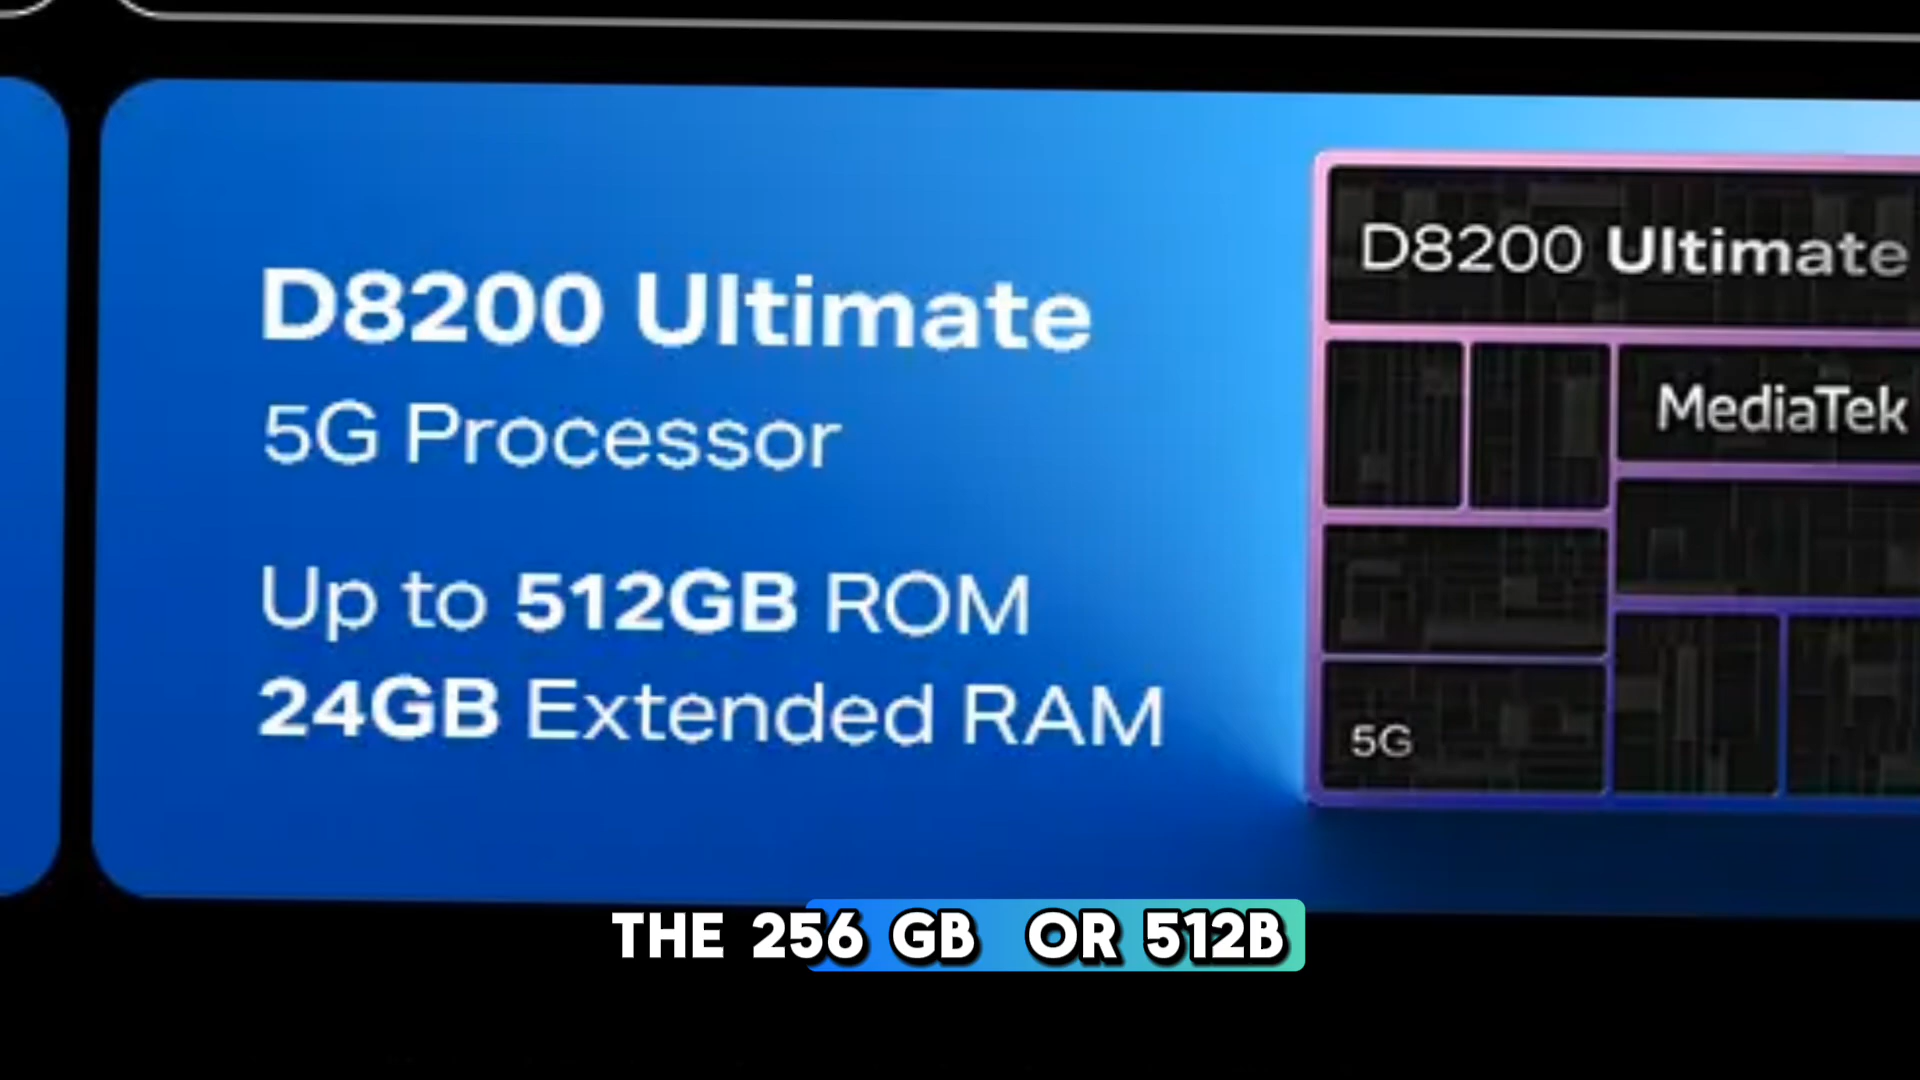 D8200 Ultimate
5G Processor
Up to 512GB ROM
24GB Extended RAM
D8200 Ultimate
MediaTek
5G
THE 256 GB OR 512B